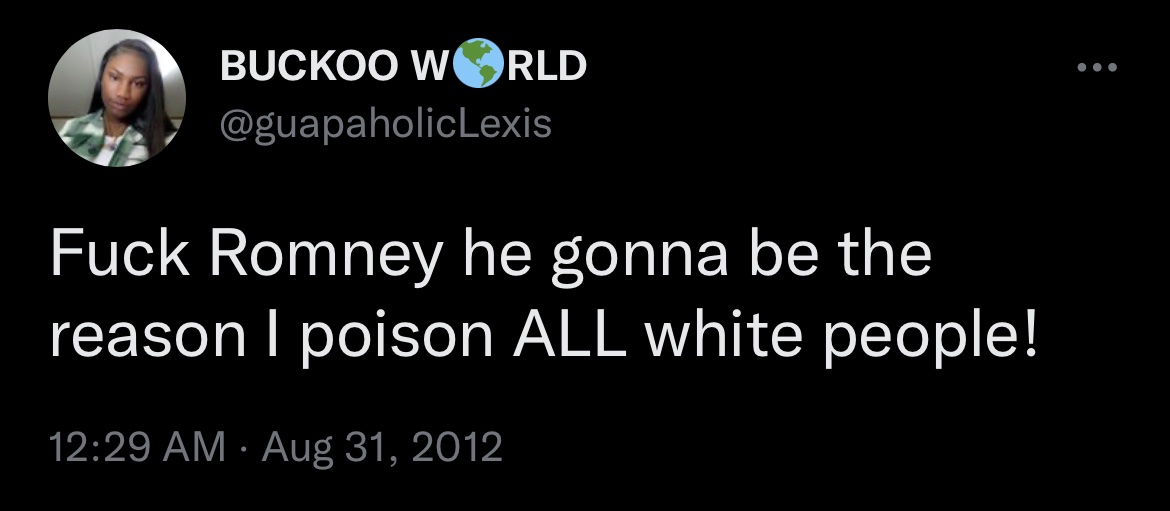 BUCKOO W🌎RLD
@guapaholicLexis
Fuck Romney he gonna be the
reason I poison ALL white people!
12:29 AM · Aug 31, 2012